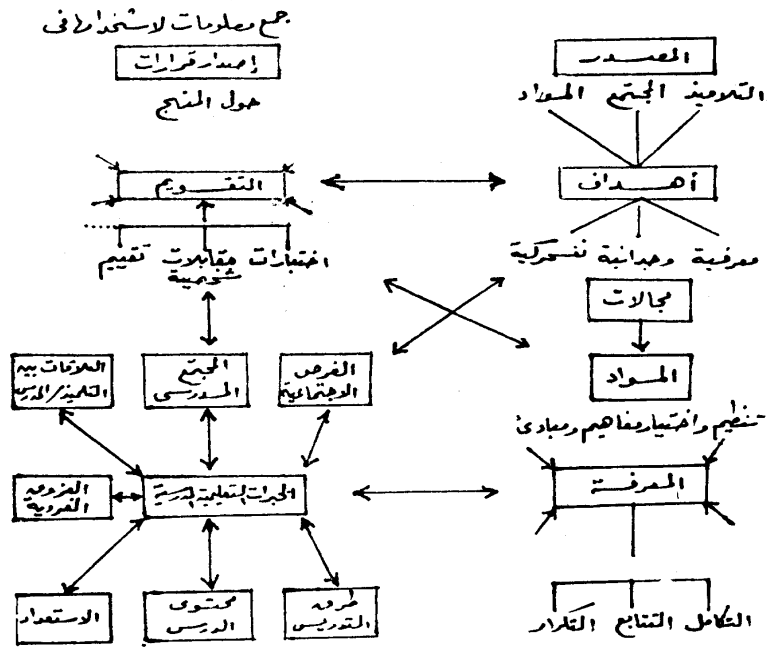 جمع معلومات لاستخدامها في
إصدار قرارات
حول المنهج
المصدر
التلاميذ المجتمع المواد
التقويم
أهداف
اختبارات مقابلات تقييم
شخصية
معرفية وجدانية نفسحركية
مجالات
المواد
العلاقات بين
التلميذ/المدرس
المجتمع
المدرسي
الفرص
الاجتماعية
تنظيم واختيار مفاهيم ومبادئ
الفروق
الفردية
الخبرات التعليمية المدرسية
المعرفة
الاستعداد
محتوى
الدرس
طرق
التدريس
التكامل التتابع التكرار